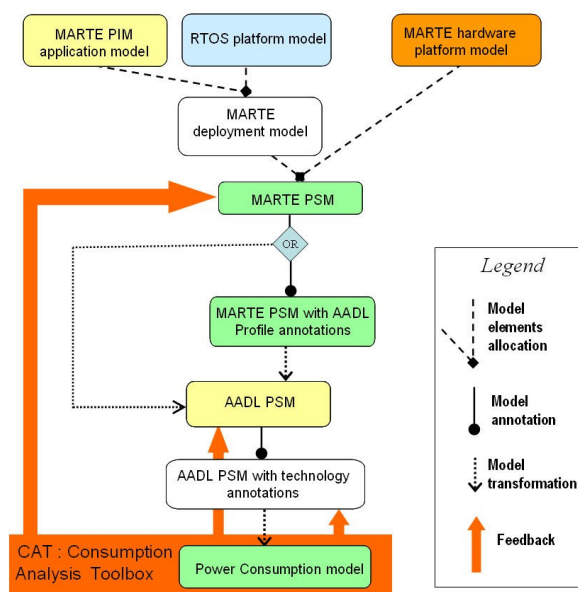 MARTE PIM
application model
RTOS platform model
MARTE hardware
platform model
MARTE
deployment model
MARTE PSM
OR
MARTE PSM with AADL
Profile annotations
AADL PSM
AADL PSM with technology
annotations
CAT : Consumption
Analysis Toolbox
Power Consumption model
Legend
Model
elements
allocation
Model
annotation
Model
transformation
Feedback